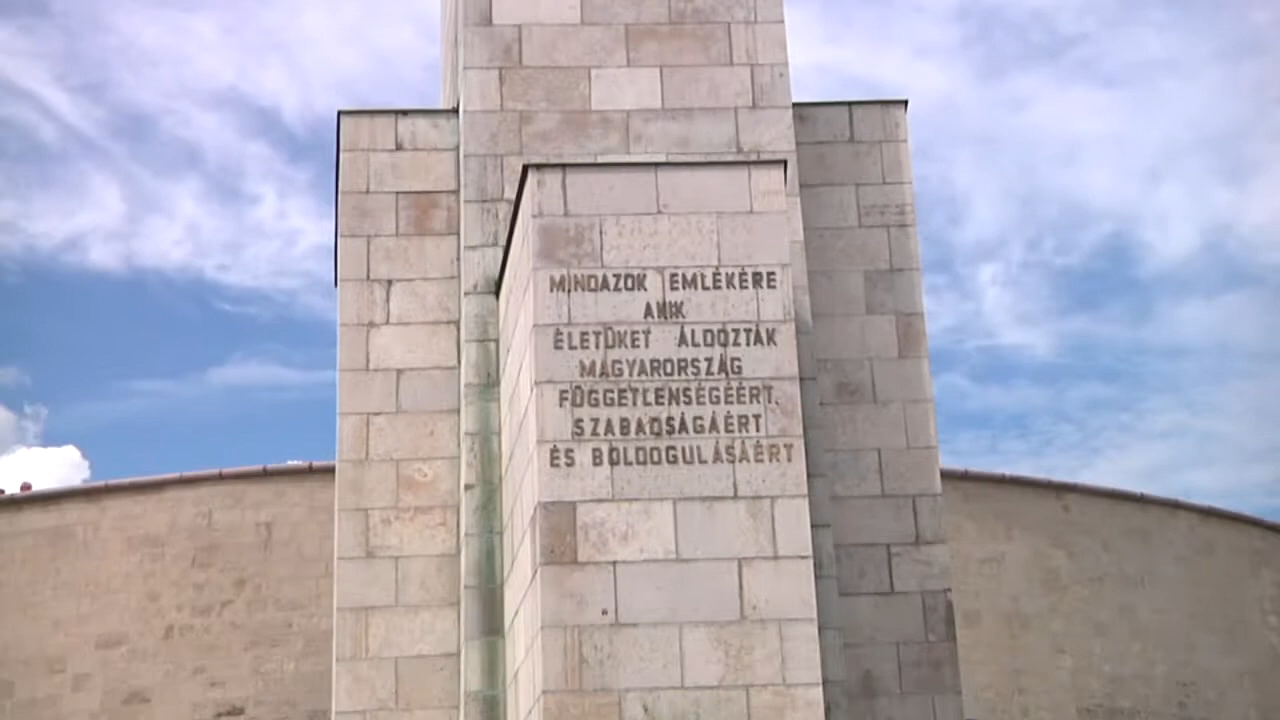 MINDAZOK EMLÉKÉRE
AKIK
ÉLETÜKET ÁLDOZTÁK
MAGYARORSZÁG
FÜGGETLENSÉGÉÉRT,
SZABADSÁGÁÉRT
ÉS BOLDOGULÁSÁÉRT